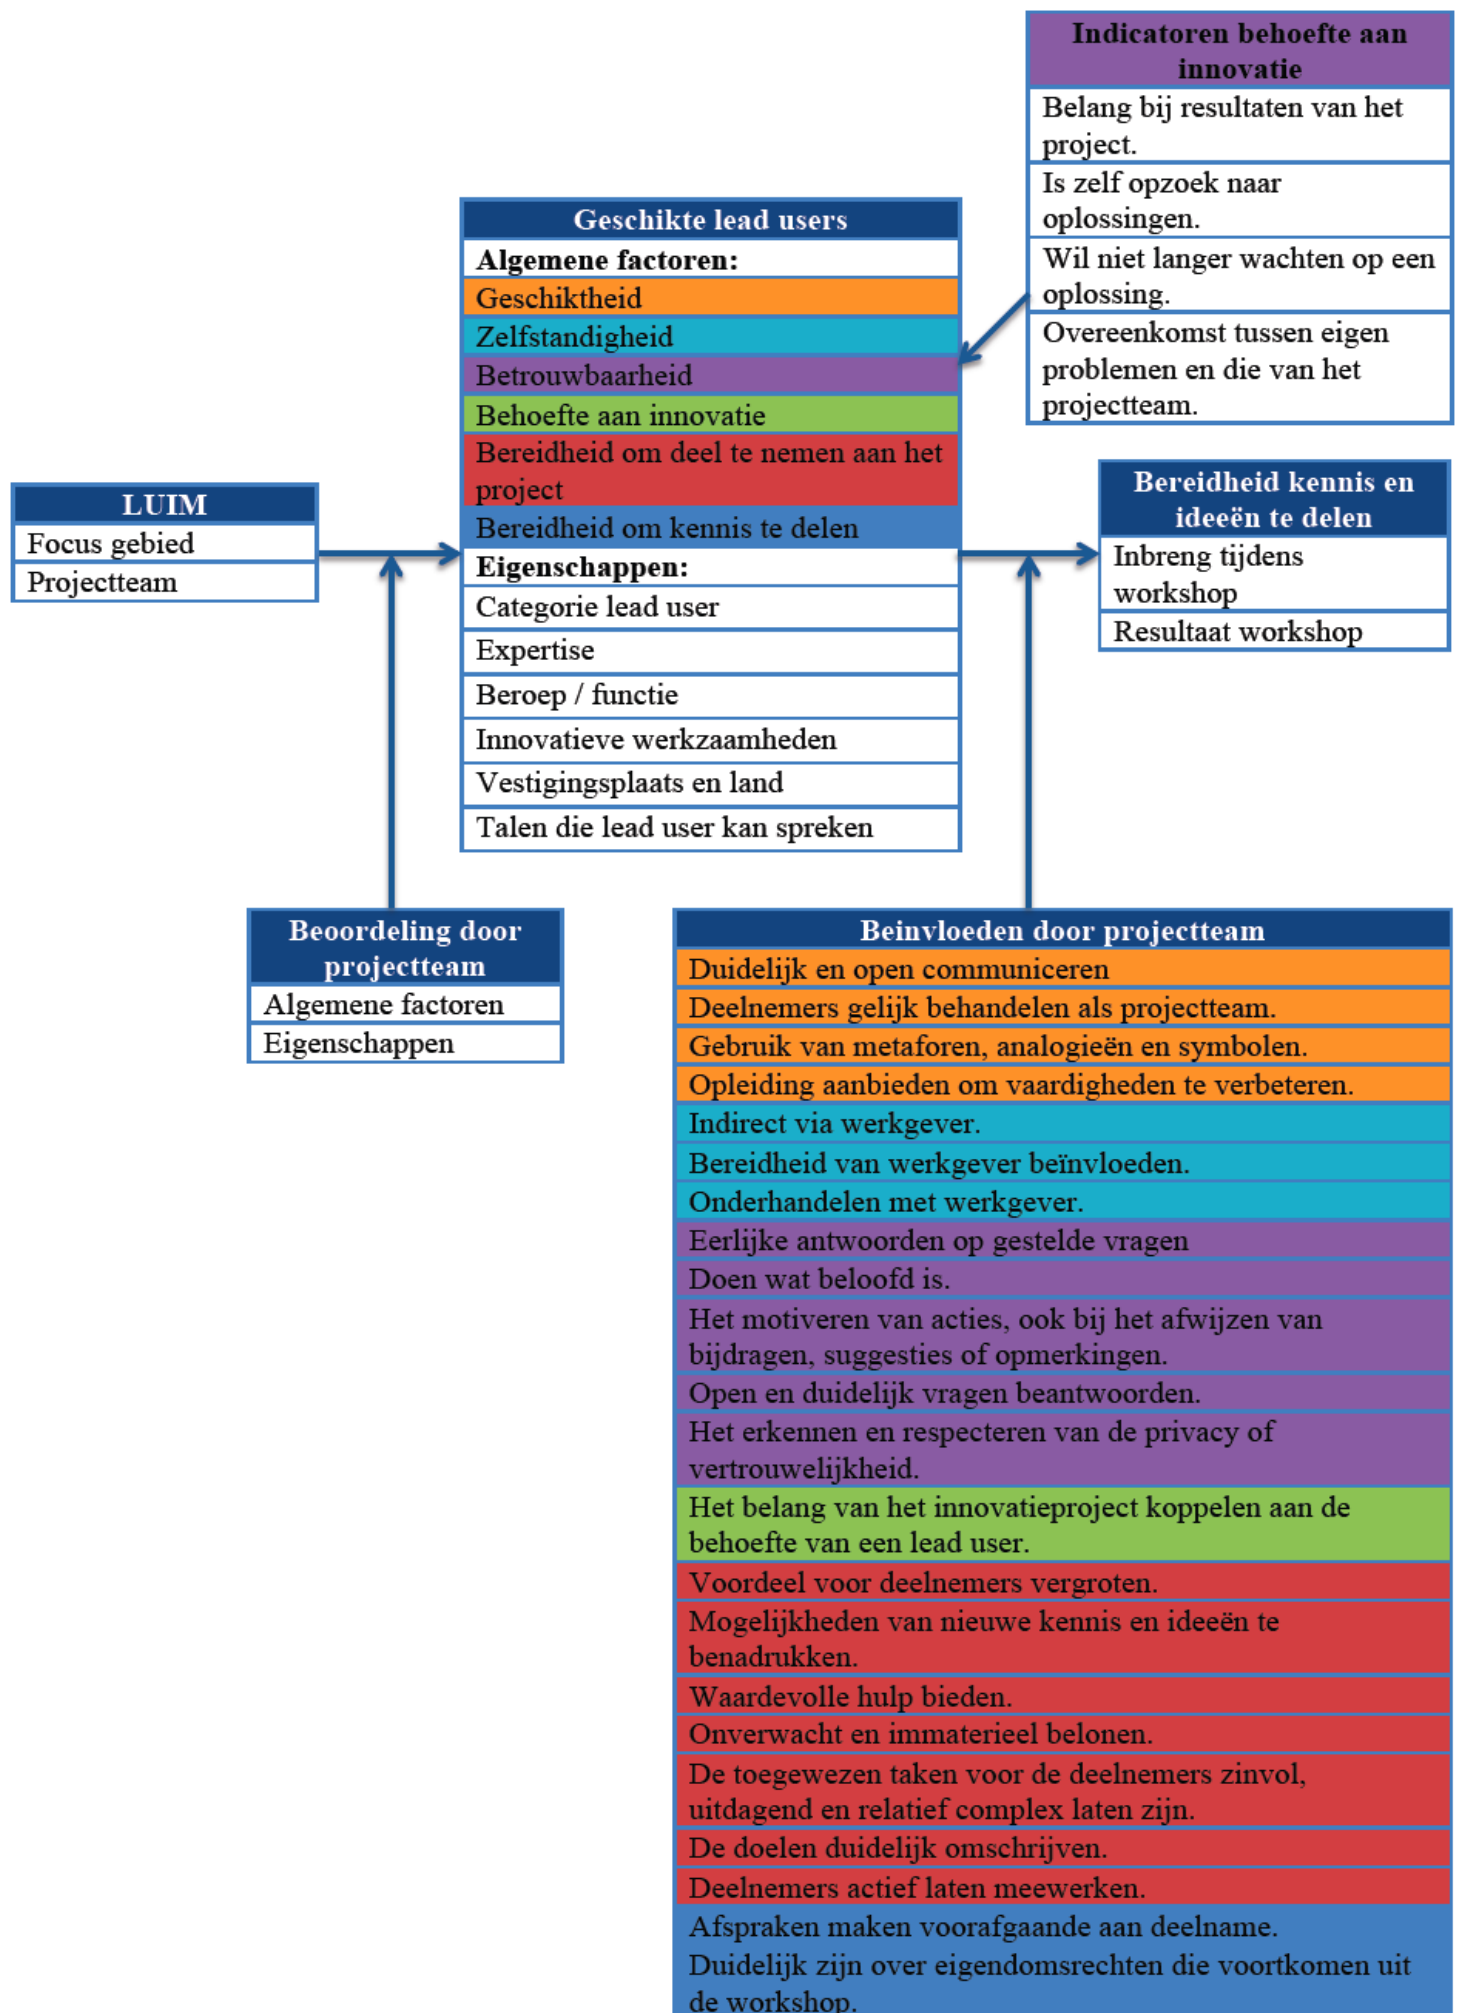 Indicatoren behoefte aan
innovatie
Belang bij resultaten van het
project.
Is zelf opzoek naar
oplossingen.
Wil niet langer wachten op een
oplossing.
Overeenkomst tussen eigen
problemen en die van het
projectteam.
Geschikte lead users
Algemene factoren:
Geschiktheid
Zelfstandigheid
Betrouwbaarheid
Behoefte aan innovatie
Bereidheid om deel te nemen aan het
project
Bereidheid om kennis te delen
Eigenschappen:
Categorie lead user
Expertise
Beroep / functie
Innovatieve werkzaamheden
Vestigingsplaats en land
Talen die lead user kan spreken
LUIM
Focus gebied
Projectteam
Bereidheid kennis en
ideeën te delen
Inbreng tijdens
workshop
Resultaat workshop
Beoordeling door
projectteam
Algemene factoren
Eigenschappen
Beinvloeden door projectteam
Duidelijk en open communiceren
Deelnemers gelijk behandelen als projectteam.
Gebruik van metaforen, analogieën en symbolen.
Opleiding aanbieden om vaardigheden te verbeteren.
Indirect via werkgever.
Bereidheid van werkgever beïnvloeden.
Onderhandelen met werkgever.
Eerlijke antwoorden op gestelde vragen
Doen wat beloofd is.
Het motiveren van acties, ook bij het afwijzen van
bijdragen, suggesties of opmerkingen.
Open en duidelijk vragen beantwoorden.
Het erkennen en respecteren van de privacy of
vertrouwelijkheid.
Het belang van het innovatieproject koppelen aan de
behoefte van een lead user.
Voordeel voor deelnemers vergroten.
Mogelijkheden van nieuwe kennis en ideeën te
benadrukken.
Waardevolle hulp bieden.
Onverwacht en immaterieel belonen.
De toegewezen taken voor de deelnemers zinvol,
uitdagend en relatief complex laten zijn.
De doelen duidelijk omschrijven.
Deelnemers actief laten meewerken.
Afspraken maken voorafgaande aan deelname.
Duidelijk zijn over eigendomsrechten die voortkomen uit
de workshop.